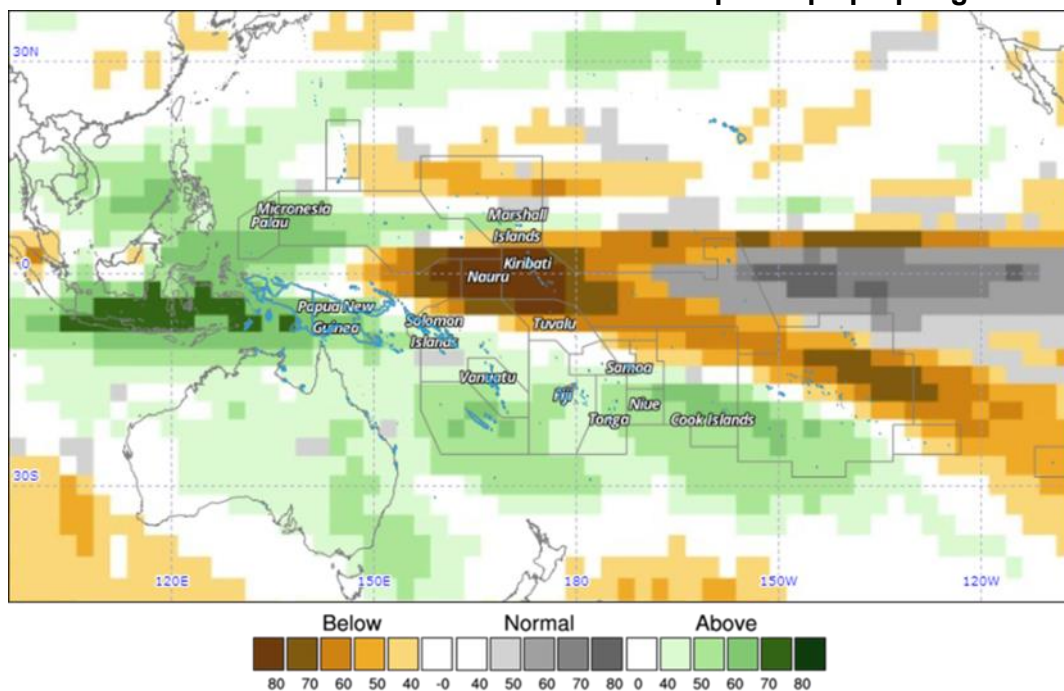 30N
Micronesia
Palau
Marshall
Islands
0
Kiribati
Nauru
Papua New
Guinea
Solomon
Islands
Tuvalu
Vanuatu
Samoa
Fiji
Niue
Tonga
Cook Islands
30S
120E 150E 180 150W 120W
Below Normal Above
80 70 60 50 40 -0 40 50 60 70 80 0 40 50 60 70 80